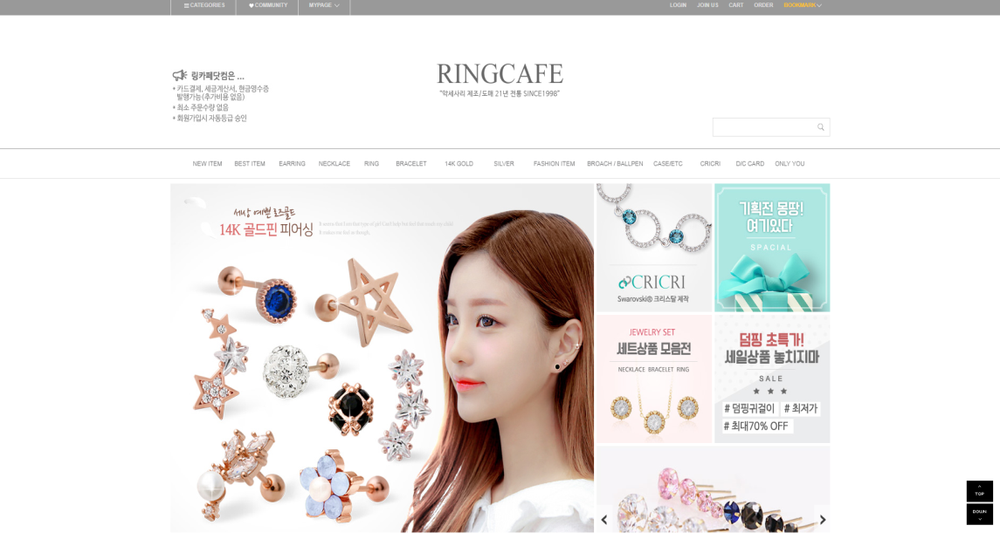 CATEGORIES
COMMUNITY
MYPAGE
LOGIN
JOIN US
CART
ORDER
BOOKMARK
링카페닷컴은 ...
* 카드결제, 세금계산서, 현금영수증
발행가능(추가비용 없음)
* 최소 주문수량 없음
* 회원가입시 자동등급 승인
RINGCAFE
"악세사리 제조/도매 21년 전통 SINCE1998"
NEW ITEM
BEST ITEM
EARRING
NECKLACE
RING
BRACELET
14K GOLD
SILVER
FASHION ITEM
BROACH / BALLPEN
CASE/ETC
CRICRI
D/C CARD
ONLY YOU
세상 예쁜 로즈골드
14K 골드핀 피어싱
CRICRI
Swarovski® 크리스탈 제작
기획전 몽땅!
여기있다
SPACIAL
JEWELRY SET
세트상품 모음전
NECKLACE BRACELET RING
덤핑 초특가!
세일상품 놓치지마
SALE
# 덤핑귀걸이
# 최저가
# 최대70% OFF
TOP
DOWN